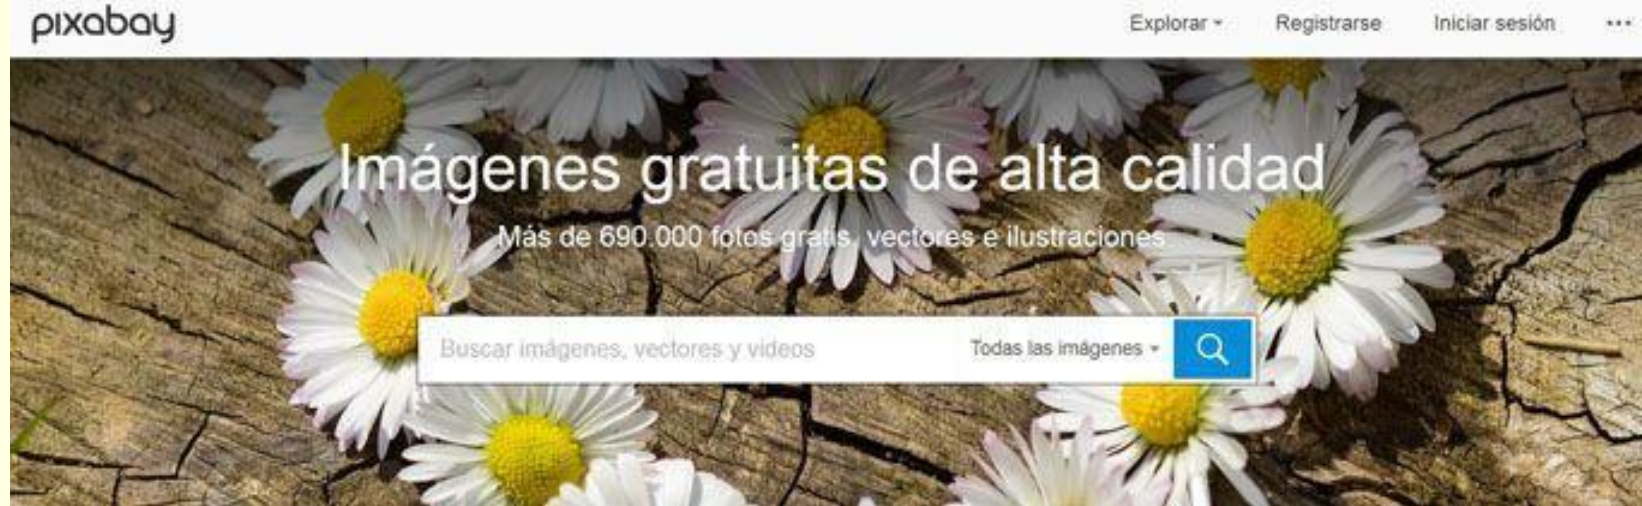 pixabay
Explorar Registrarse Iniciar sesión ...
Imágenes gratuitas de alta calidad
Más de 690.000 fotos gratis, vectores e ilustraciones
Buscar imágenes, vectores y videos Todas las imágenes